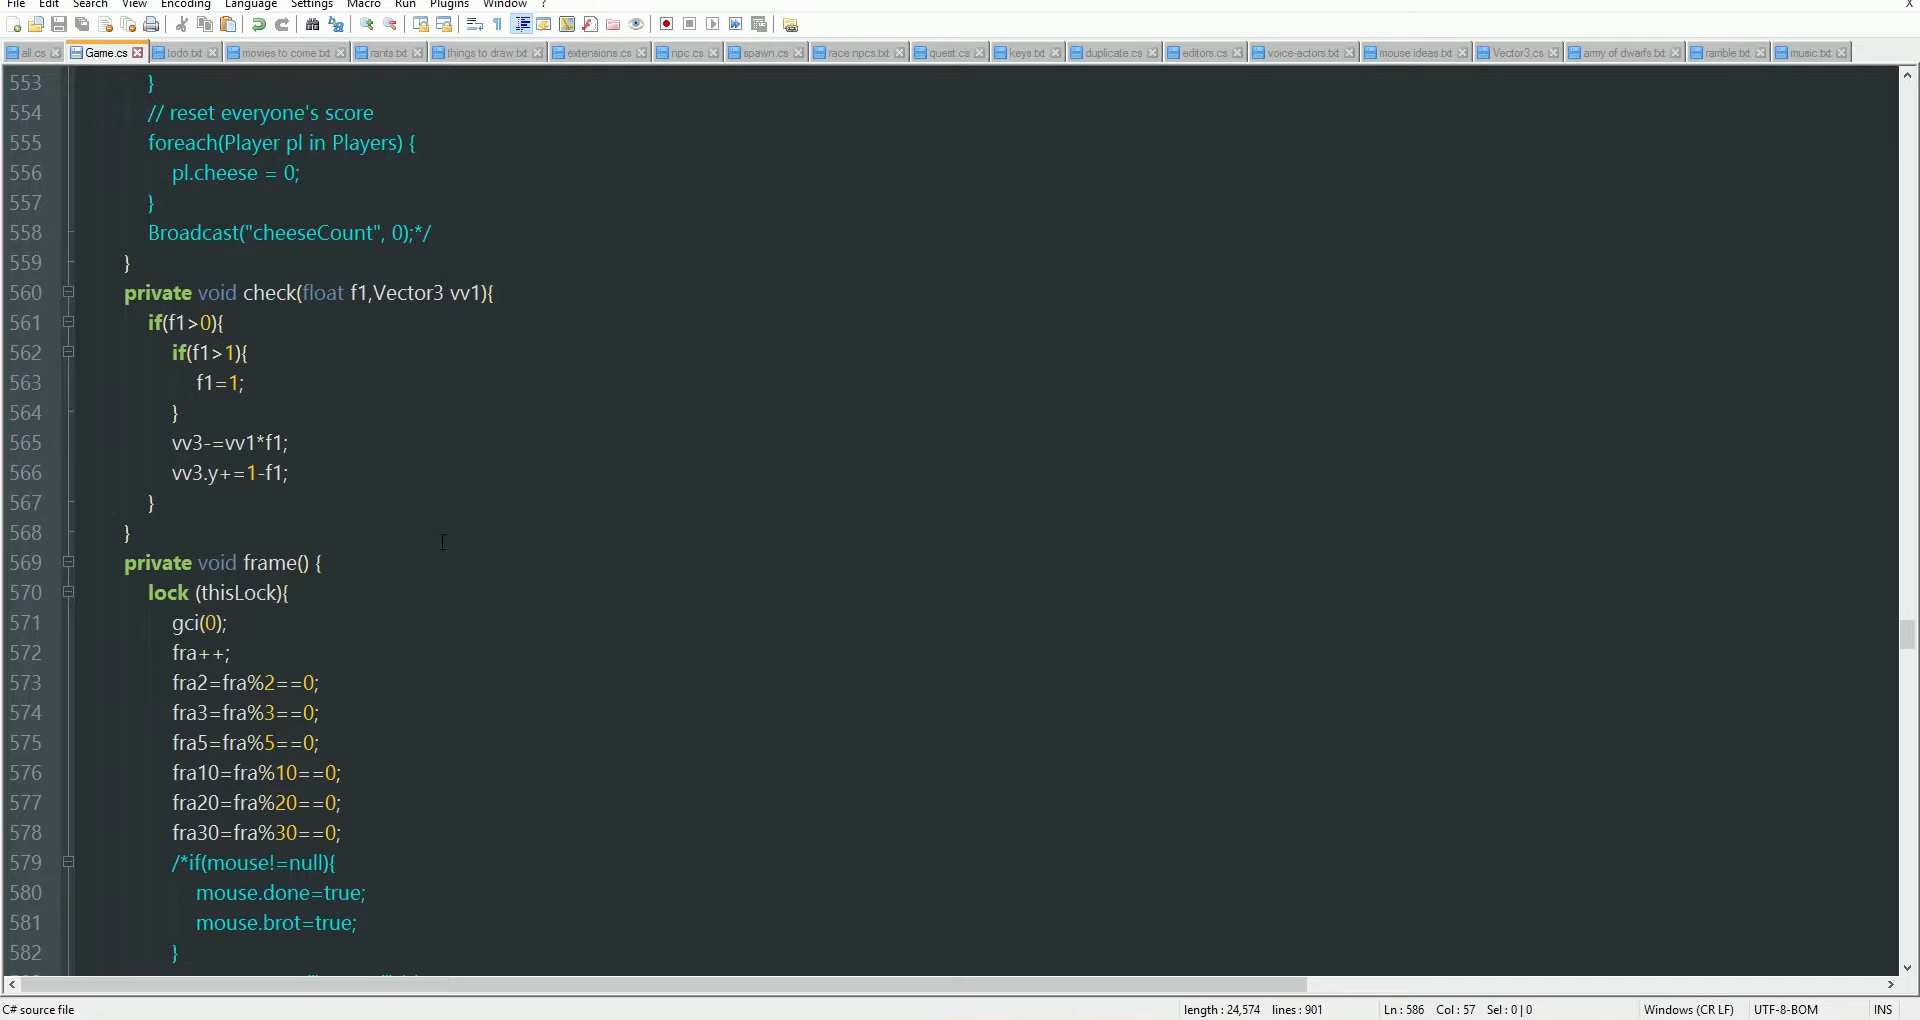 File Edit Search View Encoding Language Settings Macro Run Plugins Window ? X
all.cs Game.cs todo.txt movies to come.txt rants.txt things to draw.txt extensions.cs npc.cs spawn.cs race npcs.txt quest.cs keys.txt duplicate.cs editors.cs voice-actors.txt mouse ideas.txt Vector3.cs army of dwarfs.txt ramble.txt music.txt
553 }
554 // reset everyone's score
555 foreach(Player pl in Players) {
556 pl.cheese = 0;
557 }
558 Broadcast("cheeseCount", 0);*/
559 }
560 private void check(float f1,Vector3 vv1){
561 if(f1>0){
562 if(f1>1){
563 f1=1;
564 }
565 vv3-=vv1*f1;
566 vv3.y+=1-f1;
567 }
568 }
569 private void frame() {
570 lock (thisLock){
571 gci(0);
572 fra++;
573 fra2=fra%2==0;
574 fra3=fra%3==0;
575 fra5=fra%5==0;
576 fra10=fra%10==0;
577 fra20=fra%20==0;
578 fra30=fra%30==0;
579 /*if(mouse!=null){
580 mouse.done=true;
581 mouse.brot=true;
582 }
C# source file length : 24,574 lines : 901 Ln : 586 Col : 57 Sel : 0 | 0 Windows (CR LF) UTF-8-BOM INS